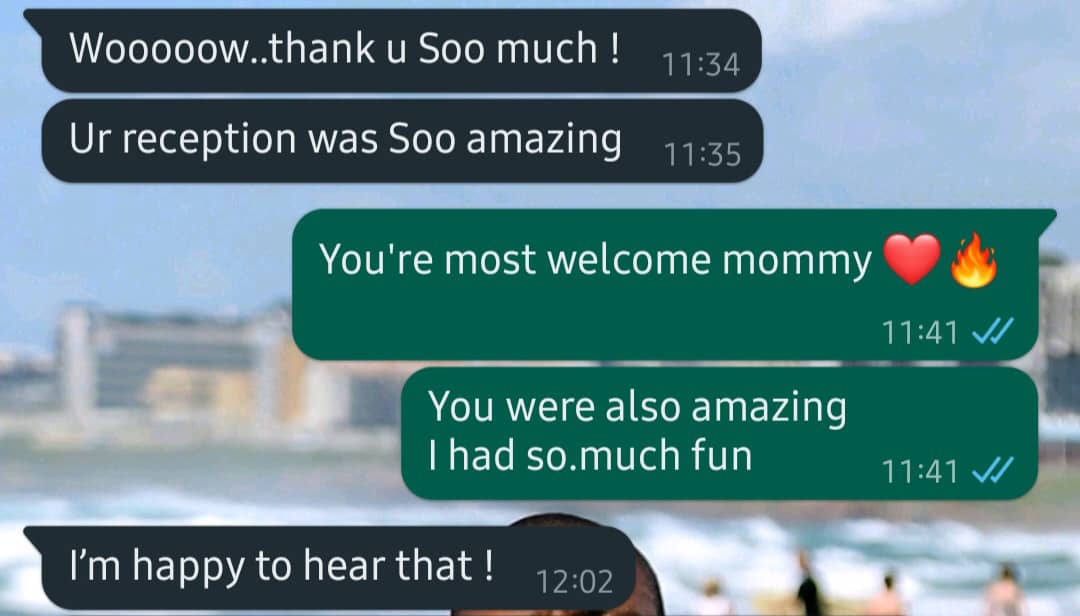 Wooooow..thank u Soo much !
11:34
Ur reception was Soo amazing
11:35
You're most welcome mommy ❤️🔥
11:41
You were also amazing
I had so.much fun
11:41
I'm happy to hear that !
12:02